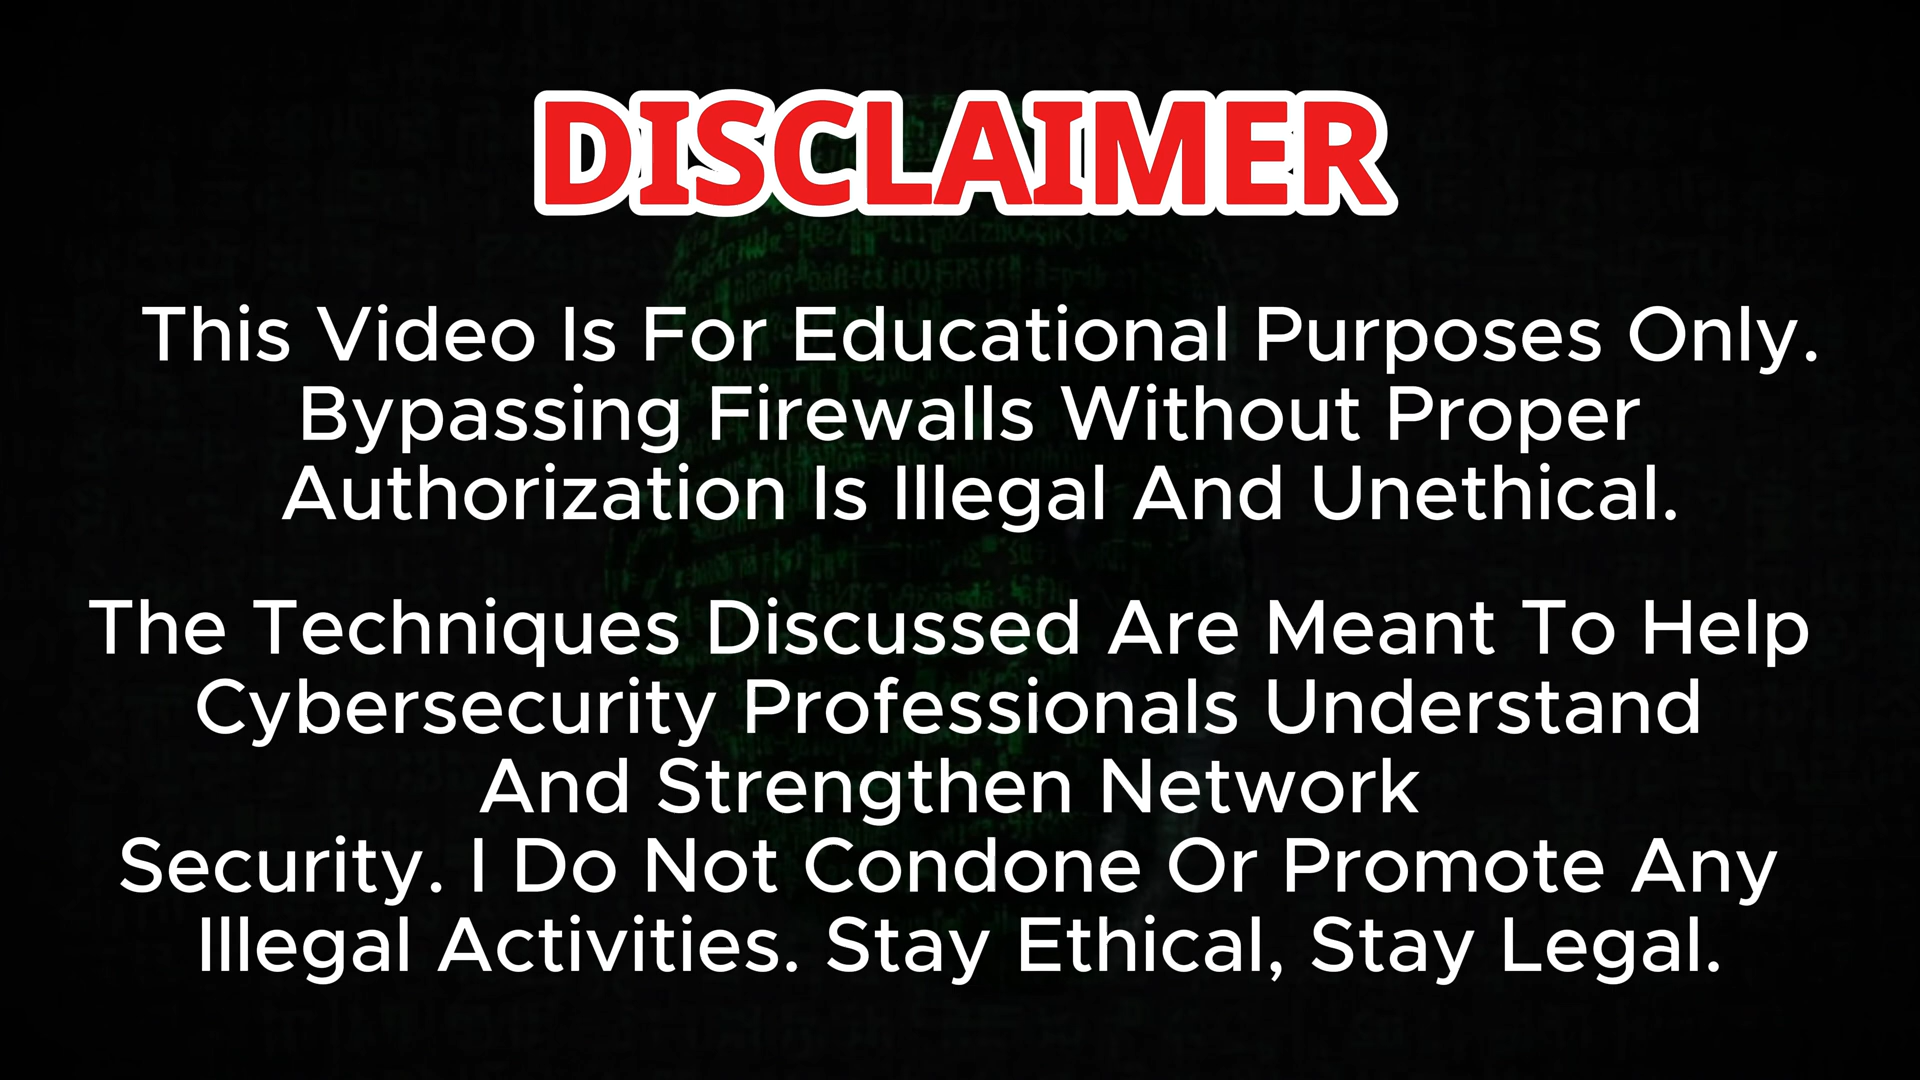 DISCLAIMER
This Video Is For Educational Purposes Only.
Bypassing Firewalls Without Proper
Authorization Is Illegal And Unethical.
The Techniques Discussed Are Meant To Help
Cybersecurity Professionals Understand
And Strengthen Network
Security. I Do Not Condone Or Promote Any
Illegal Activities. Stay Ethical, Stay Legal.